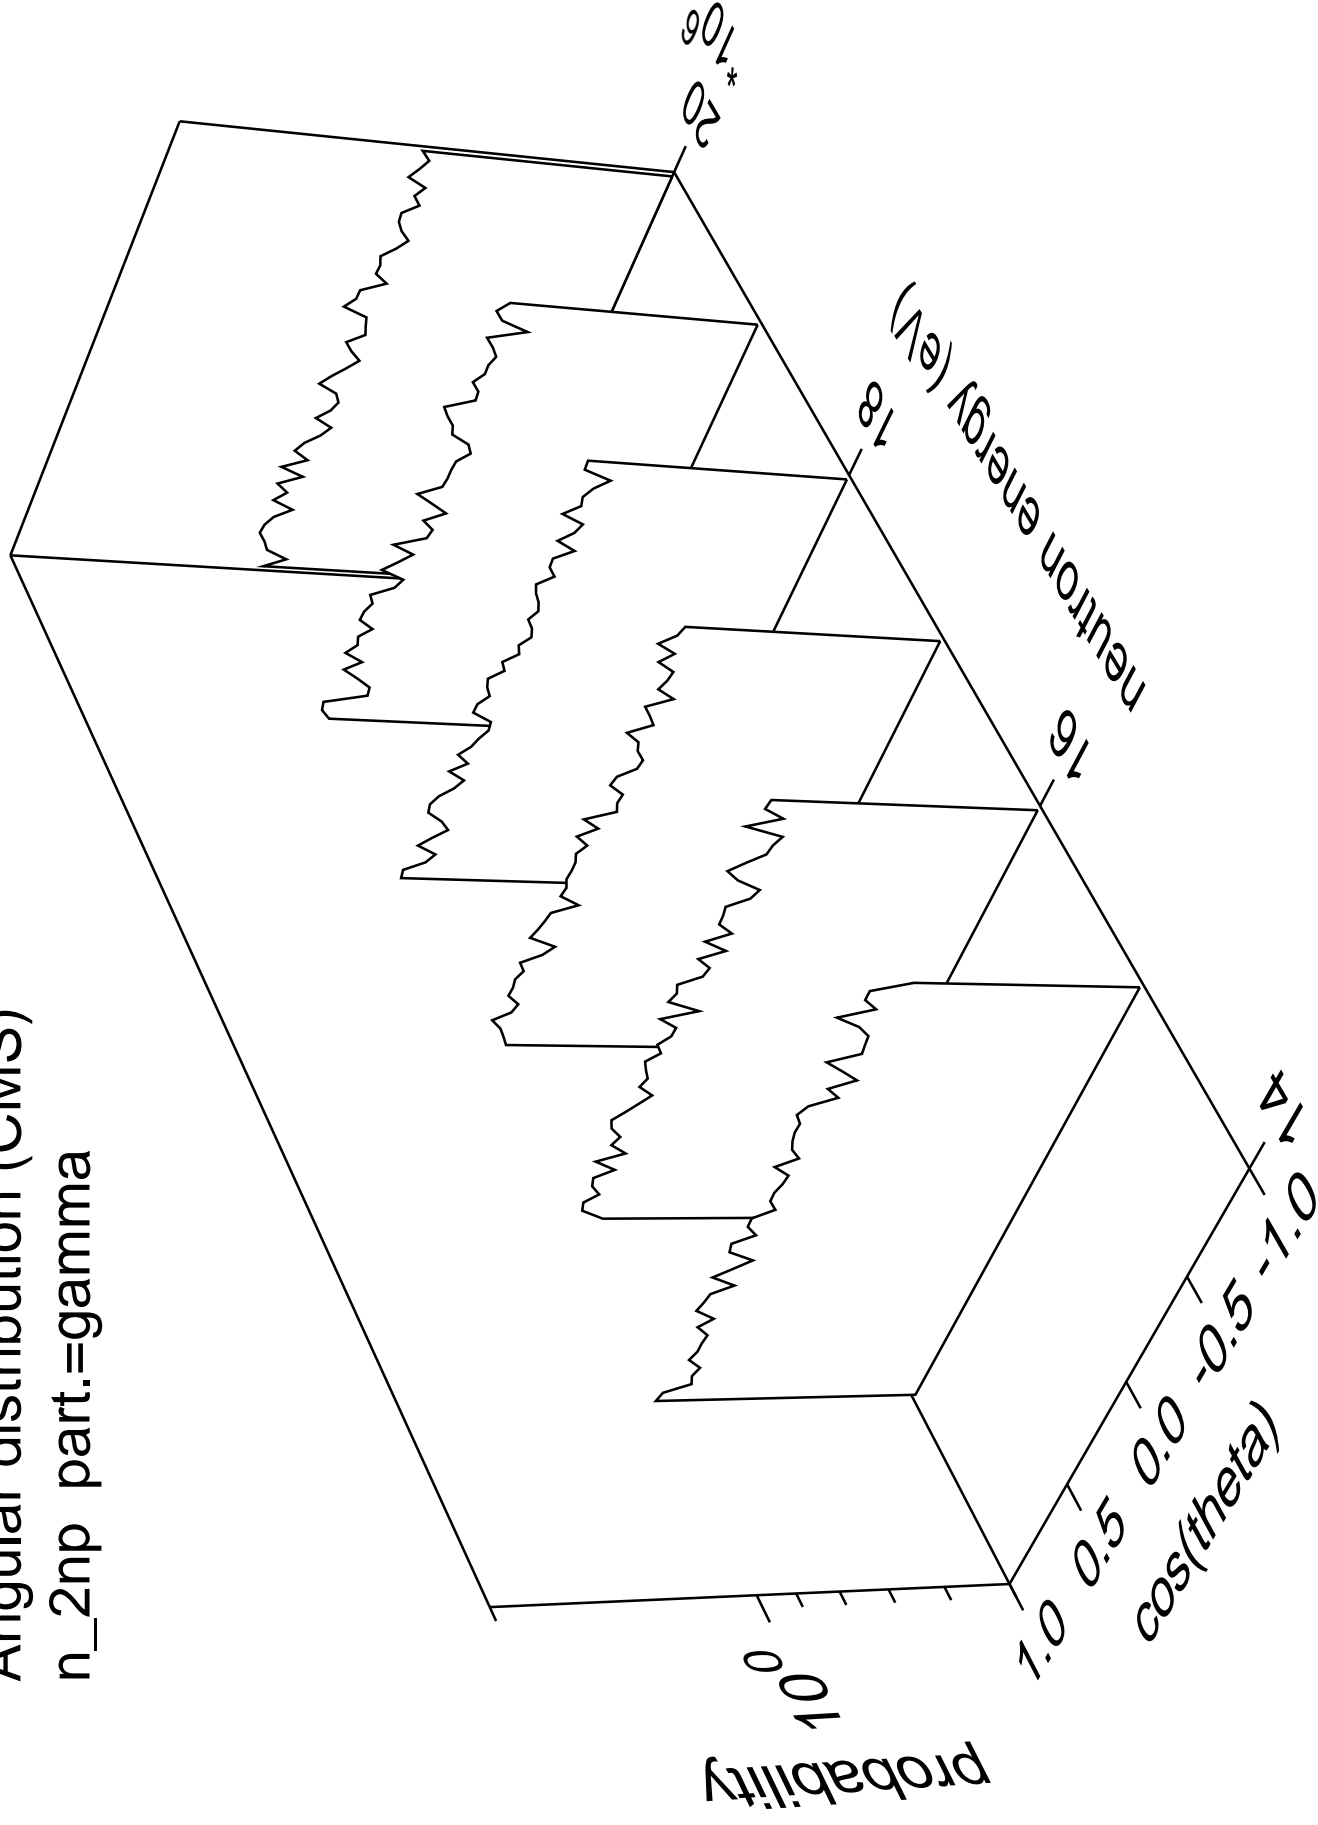 Angular distribution (CMS)
n_2np part.=gamma
probability
10^0
1.0
0.5
0.0
-0.5
-1.0
cos(theta)
14
16
18
20
*10^6
neutron energy (eV)